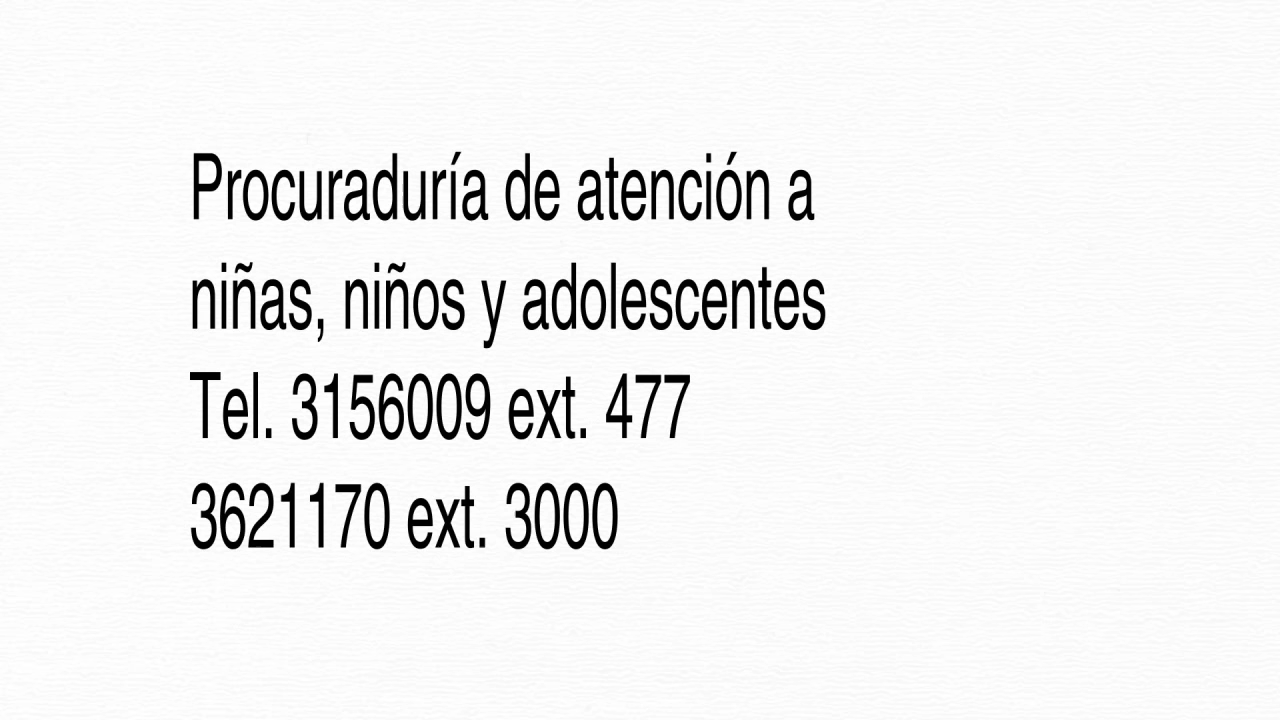 Procuraduría de atención a
niñas, niños y adolescentes
Tel. 3156009 ext. 477
3621170 ext. 3000